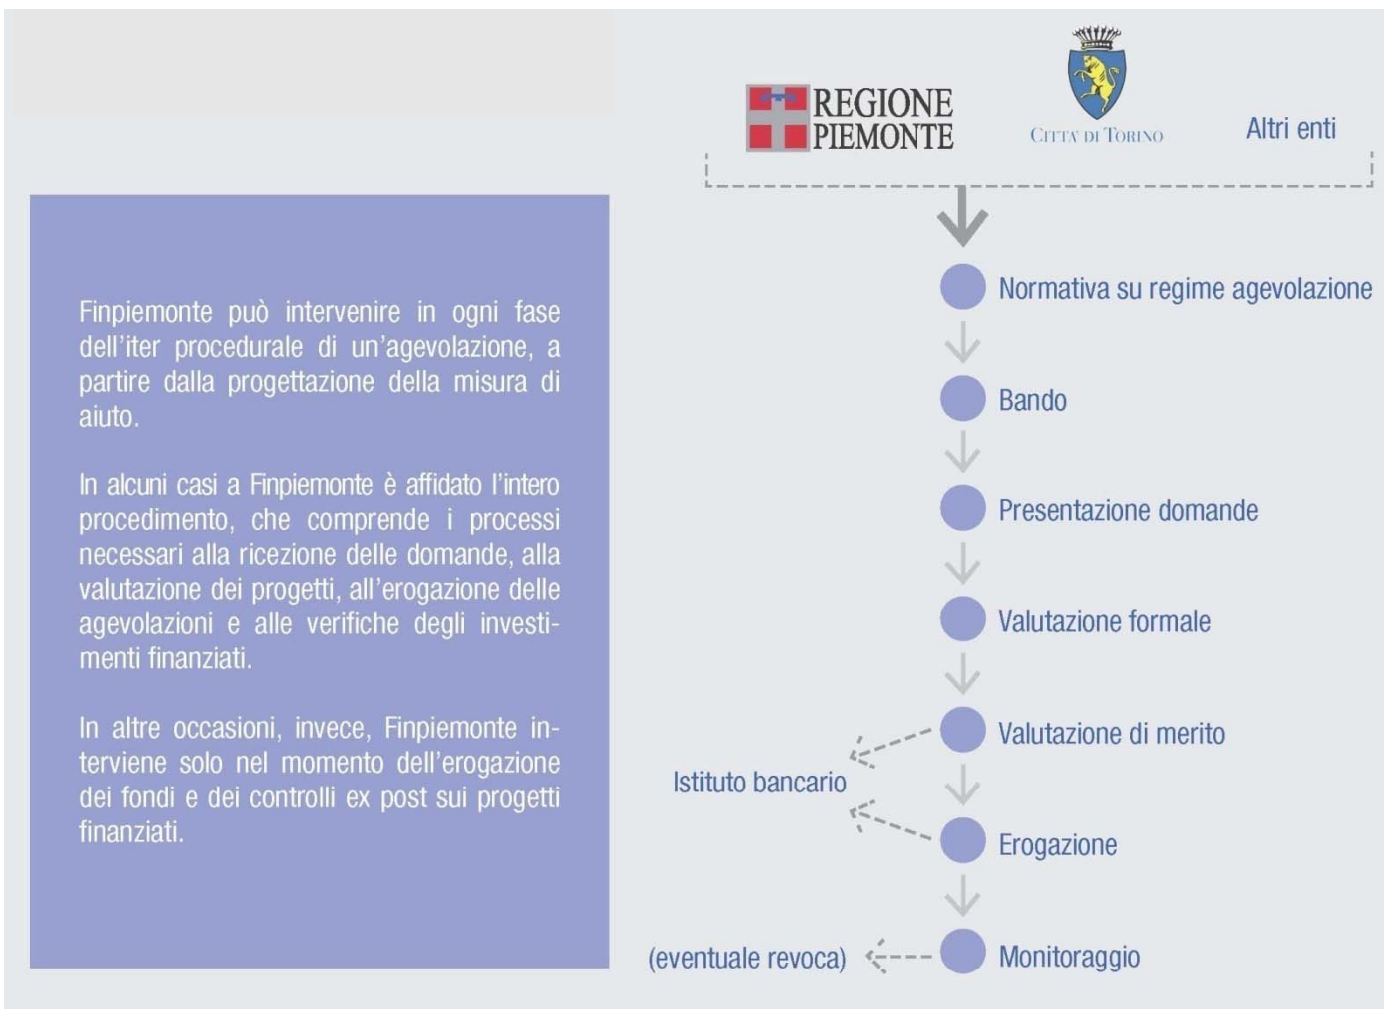 REGIONE
PIEMONTE
CITTA' DI TORINO
Altri enti
Finpiemonte può intervenire in ogni fase
dell'iter procedurale di un'agevolazione, a
partire dalla progettazione della misura di
aiuto.
In alcuni casi a Finpiemonte è affidato l'intero
procedimento, che comprende i processi
necessari alla ricezione delle domande, alla
valutazione dei progetti, all'erogazione delle
agevolazioni e alle verifiche degli investi-
menti finanziati.
In altre occasioni, invece, Finpiemonte in-
terviene solo nel momento dell'erogazione
dei fondi e dei controlli ex post sui progetti
finanziati.
Normativa su regime agevolazione
Bando
Presentazione domande
Valutazione formale
Valutazione di merito
Istituto bancario
Erogazione
(eventuale revoca)
Monitoraggio